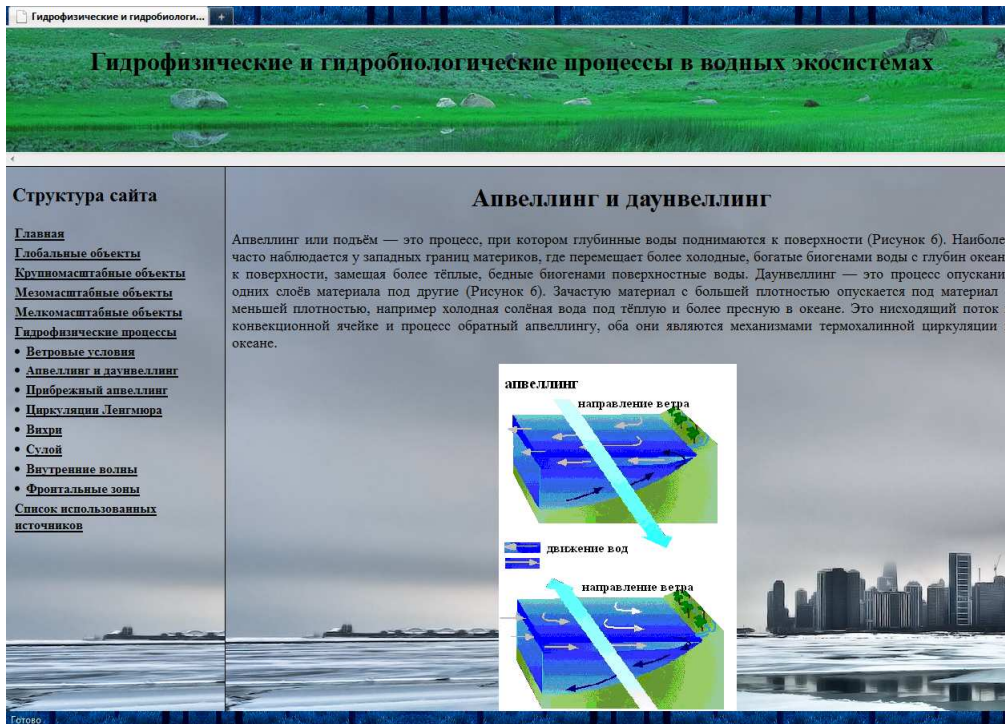 Гидрофизические и гидробиологи...
Гидрофизические и гидробиологические процессы в водных экосистемах
Структура сайта
Главная
Глобальные объекты
Крупномасштабные объекты
Мезомасштабные объекты
Мелкомасштабные объекты
Гидрофизические процессы
• Ветровые условия
• Апвеллинг и даунвеллинг
• Прибрежный апвеллинг
• Циркуляции Ленгмюра
• Вихри
• Сулой
• Внутренние волны
• Фронтальные зоны
Список использованных
источников
Апвеллинг и даунвеллинг
Апвеллинг или подъём — это процесс, при котором глубинные воды поднимаются к поверхности (Рисунок 6). Наиболе
часто наблюдается у западных границ материков, где перемещает более холодные, богатые биогенами воды с глубин океан
к поверхности, замещая более тёплые, бедные биогенами поверхностные воды. Даунвеллинг — это процесс опускани
одних слоёв материала под другие (Рисунок 6). Зачастую материал с большей плотностью опускается под материал
меньшей плотностью, например холодная солёная вода под тёплую и более пресную в океане. Это нисходящий поток
конвекционной ячейке и процесс обратный апвеллингу, оба они являются механизмами термохалинной циркуляции
океане.
апвеллинг
направление ветра
движение вод
направление ветра
Готово